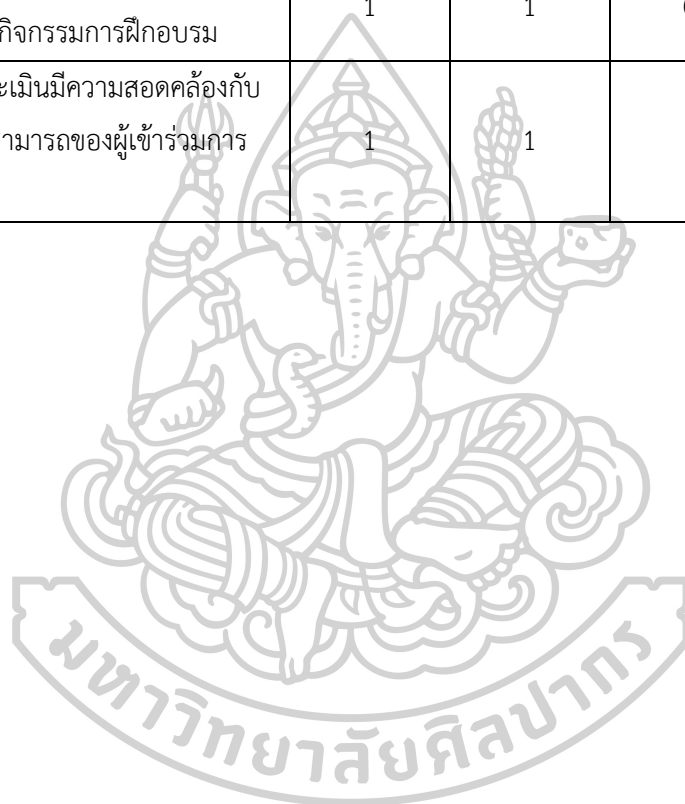 กิจกรรมการฝึกอบรม 1 1
ะเมินมีความสอดคล้องกับ
ามารถของผู้เข้าร่วมการ 1 1
มหาวิทยาลัยศิลปากร